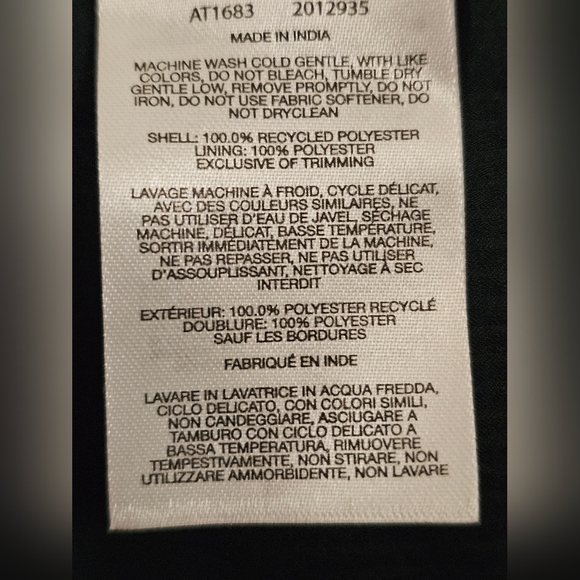 AT1683 2012935
MADE IN INDIA
MACHINE WASH COLD GENTLE, WITH LIKE
COLORS, DO NOT BLEACH, TUMBLE DRY
GENTLE LOW, REMOVE PROMPTLY, DO NOT
IRON, DO NOT USE FABRIC SOFTENER, DO
NOT DRYCLEAN
SHELL: 100.0% RECYCLED POLYESTER
LINING: 100% POLYESTER
EXCLUSIVE OF TRIMMING
LAVAGE MACHINE À FROID, CYCLE DÉLICAT,
AVEC DES COULEURS SIMILAIRES, NE
PAS UTILISER D'EAU DE JAVEL, SÉCHAGE
MACHINE, DÉLICAT, BASSE TEMPÉRATURE,
SORTIR IMMÉDIATEMENT DE LA MACHINE,
NE PAS REPASSER, NE PAS UTILISER
D'ASSOUPLISSANT, NETTOYAGE À SEC
INTERDIT
EXTÉRIEUR: 100.0% POLYESTER RECYCLÉ
DOUBLURE: 100% POLYESTER
SAUF LES BORDURES
FABRIQUÉ EN INDE
LAVARE IN LAVATRICE IN ACQUA FREDDA,
CICLO DELICATO, CON COLORI SIMILI,
NON CANDEGGIARE, ASCIUGARE A
TAMBURO CON CICLO DELICATO A
BASSA TEMPERATURA, RIMUOVERE
TEMPESTIVAMENTE, NON STIRARE, NON
UTILIZZARE AMMORBIDENTE, NON LAVARE